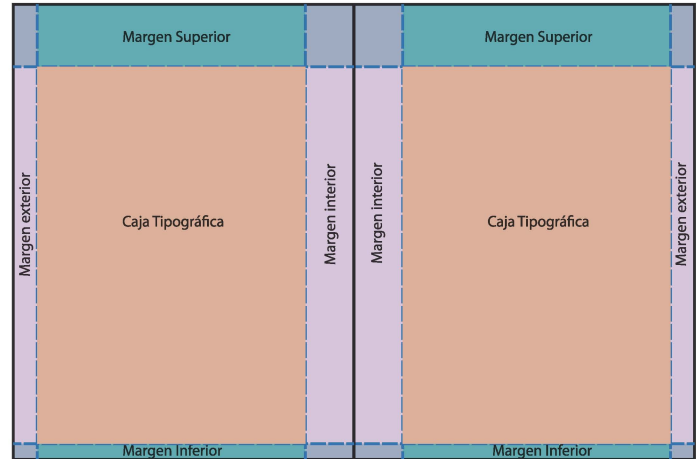 Margen Superior
Margen exterior
Caja Tipográfica
Margen interior
Margen Inferior
Margen Superior
Margen interior
Caja Tipográfica
Margen exterior
Margen Inferior